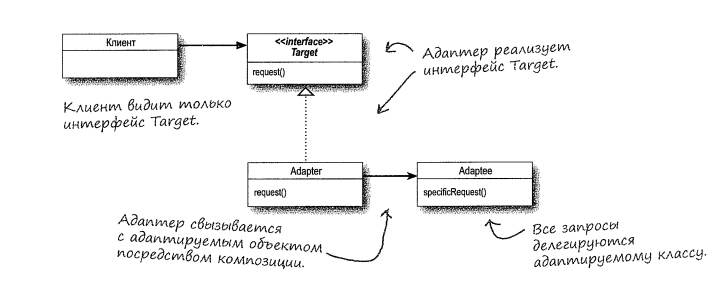 Клиент
<<interface>>
Target
request()
Адаптер реализует
интерфейс Target.
Клиент видит только
интерфейс Target.
Adapter
request()
Adaptee
specificRequest()
Адаптер свызывается
с адаптируемым объектом
посредством композиции.
Все запросы
делегируются
адаптируемому классу.